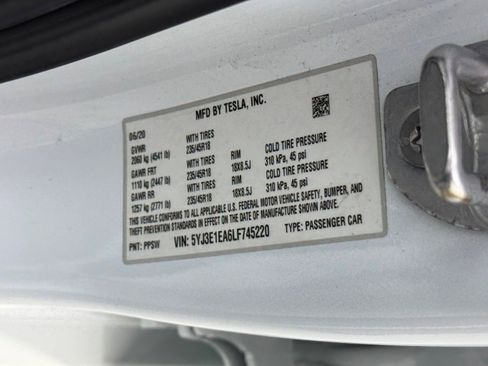 MFD BY TESLA, INC.
06/20
GVWR WITH TIRES
2060 kg (4541 lb) 235/45R18 RIM COLD TIRE PRESSURE
GAWR FRT WITH TIRES 18X8.5J 310 kPa, 45 psi
1110 kg (2447 lb) 235/45R18 RIM COLD TIRE PRESSURE
GAWR RR WITH TIRES 18X8.5J 310 kPa, 45 psi
1257 kg (2771 lb) 235/45R18
THIS VEHICLE CONFORMS TO ALL APPLICABLE U.S. FEDERAL MOTOR VEHICLE SAFETY, BUMPER, AND
THEFT PREVENTION STANDARDS IN EFFECT ON THE DATE OF MANUFACTURE SHOWN ABOVE.
PNT: PPSW VIN: 5YJ3E1EA6LF745220 TYPE: PASSENGER CAR